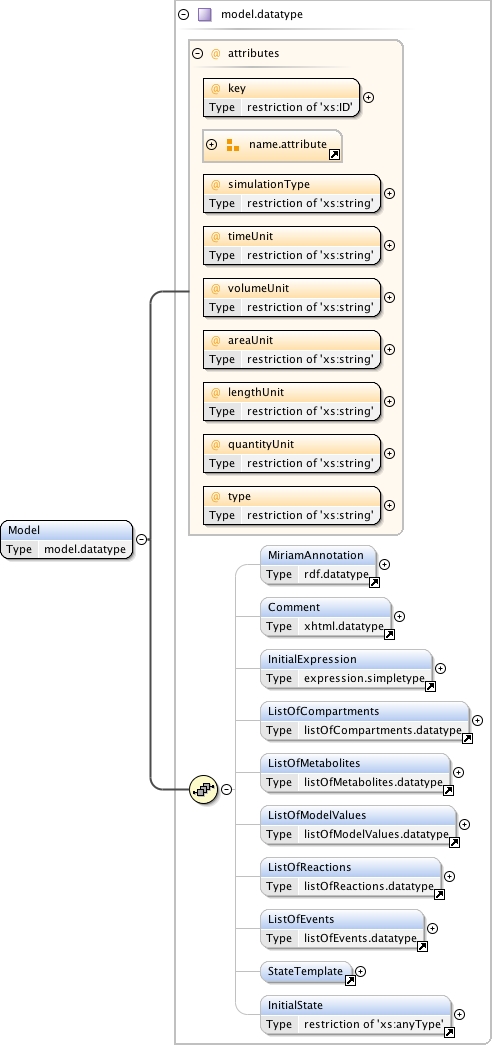 model.datatype
@ attributes
@ key
Type restriction of 'xs:ID'
name.attribute
@ simulationType
Type restriction of 'xs:string'
@ timeUnit
Type restriction of 'xs:string'
@ volumeUnit
Type restriction of 'xs:string'
@ areaUnit
Type restriction of 'xs:string'
@ lengthUnit
Type restriction of 'xs:string'
@ quantityUnit
Type restriction of 'xs:string'
@ type
Type restriction of 'xs:string'
Model
Type model.datatype
MiriamAnnotation
Type rdf.datatype
Comment
Type xhtml.datatype
InitialExpression
Type expression.simpletype
ListOfCompartments
Type listOfCompartments.datatype
ListOfMetabolites
Type listOfMetabolites.datatype
ListOfModelValues
Type listOfModelValues.datatype
ListOfReactions
Type listOfReactions.datatype
ListOfEvents
Type listOfEvents.datatype
StateTemplate
InitialState
Type restriction of 'xs:anyType'